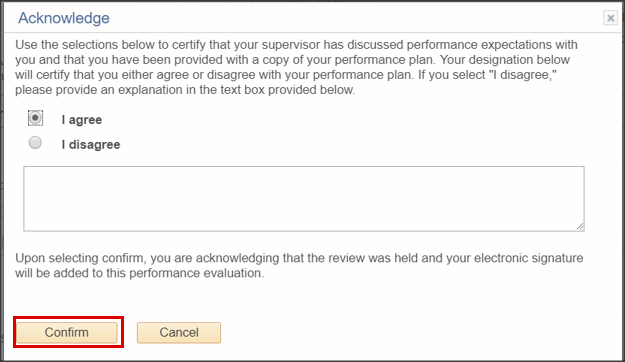 Acknowledge
Use the selections below to certify that your supervisor has discussed performance expectations with
you and that you have been provided with a copy of your performance plan. Your designation below
will certify that you either agree or disagree with your performance plan. If you select "I disagree,"
please provide an explanation in the text box provided below.
I agree
I disagree
Upon selecting confirm, you are acknowledging that the review was held and your electronic signature
will be added to this performance evaluation.
Confirm Cancel